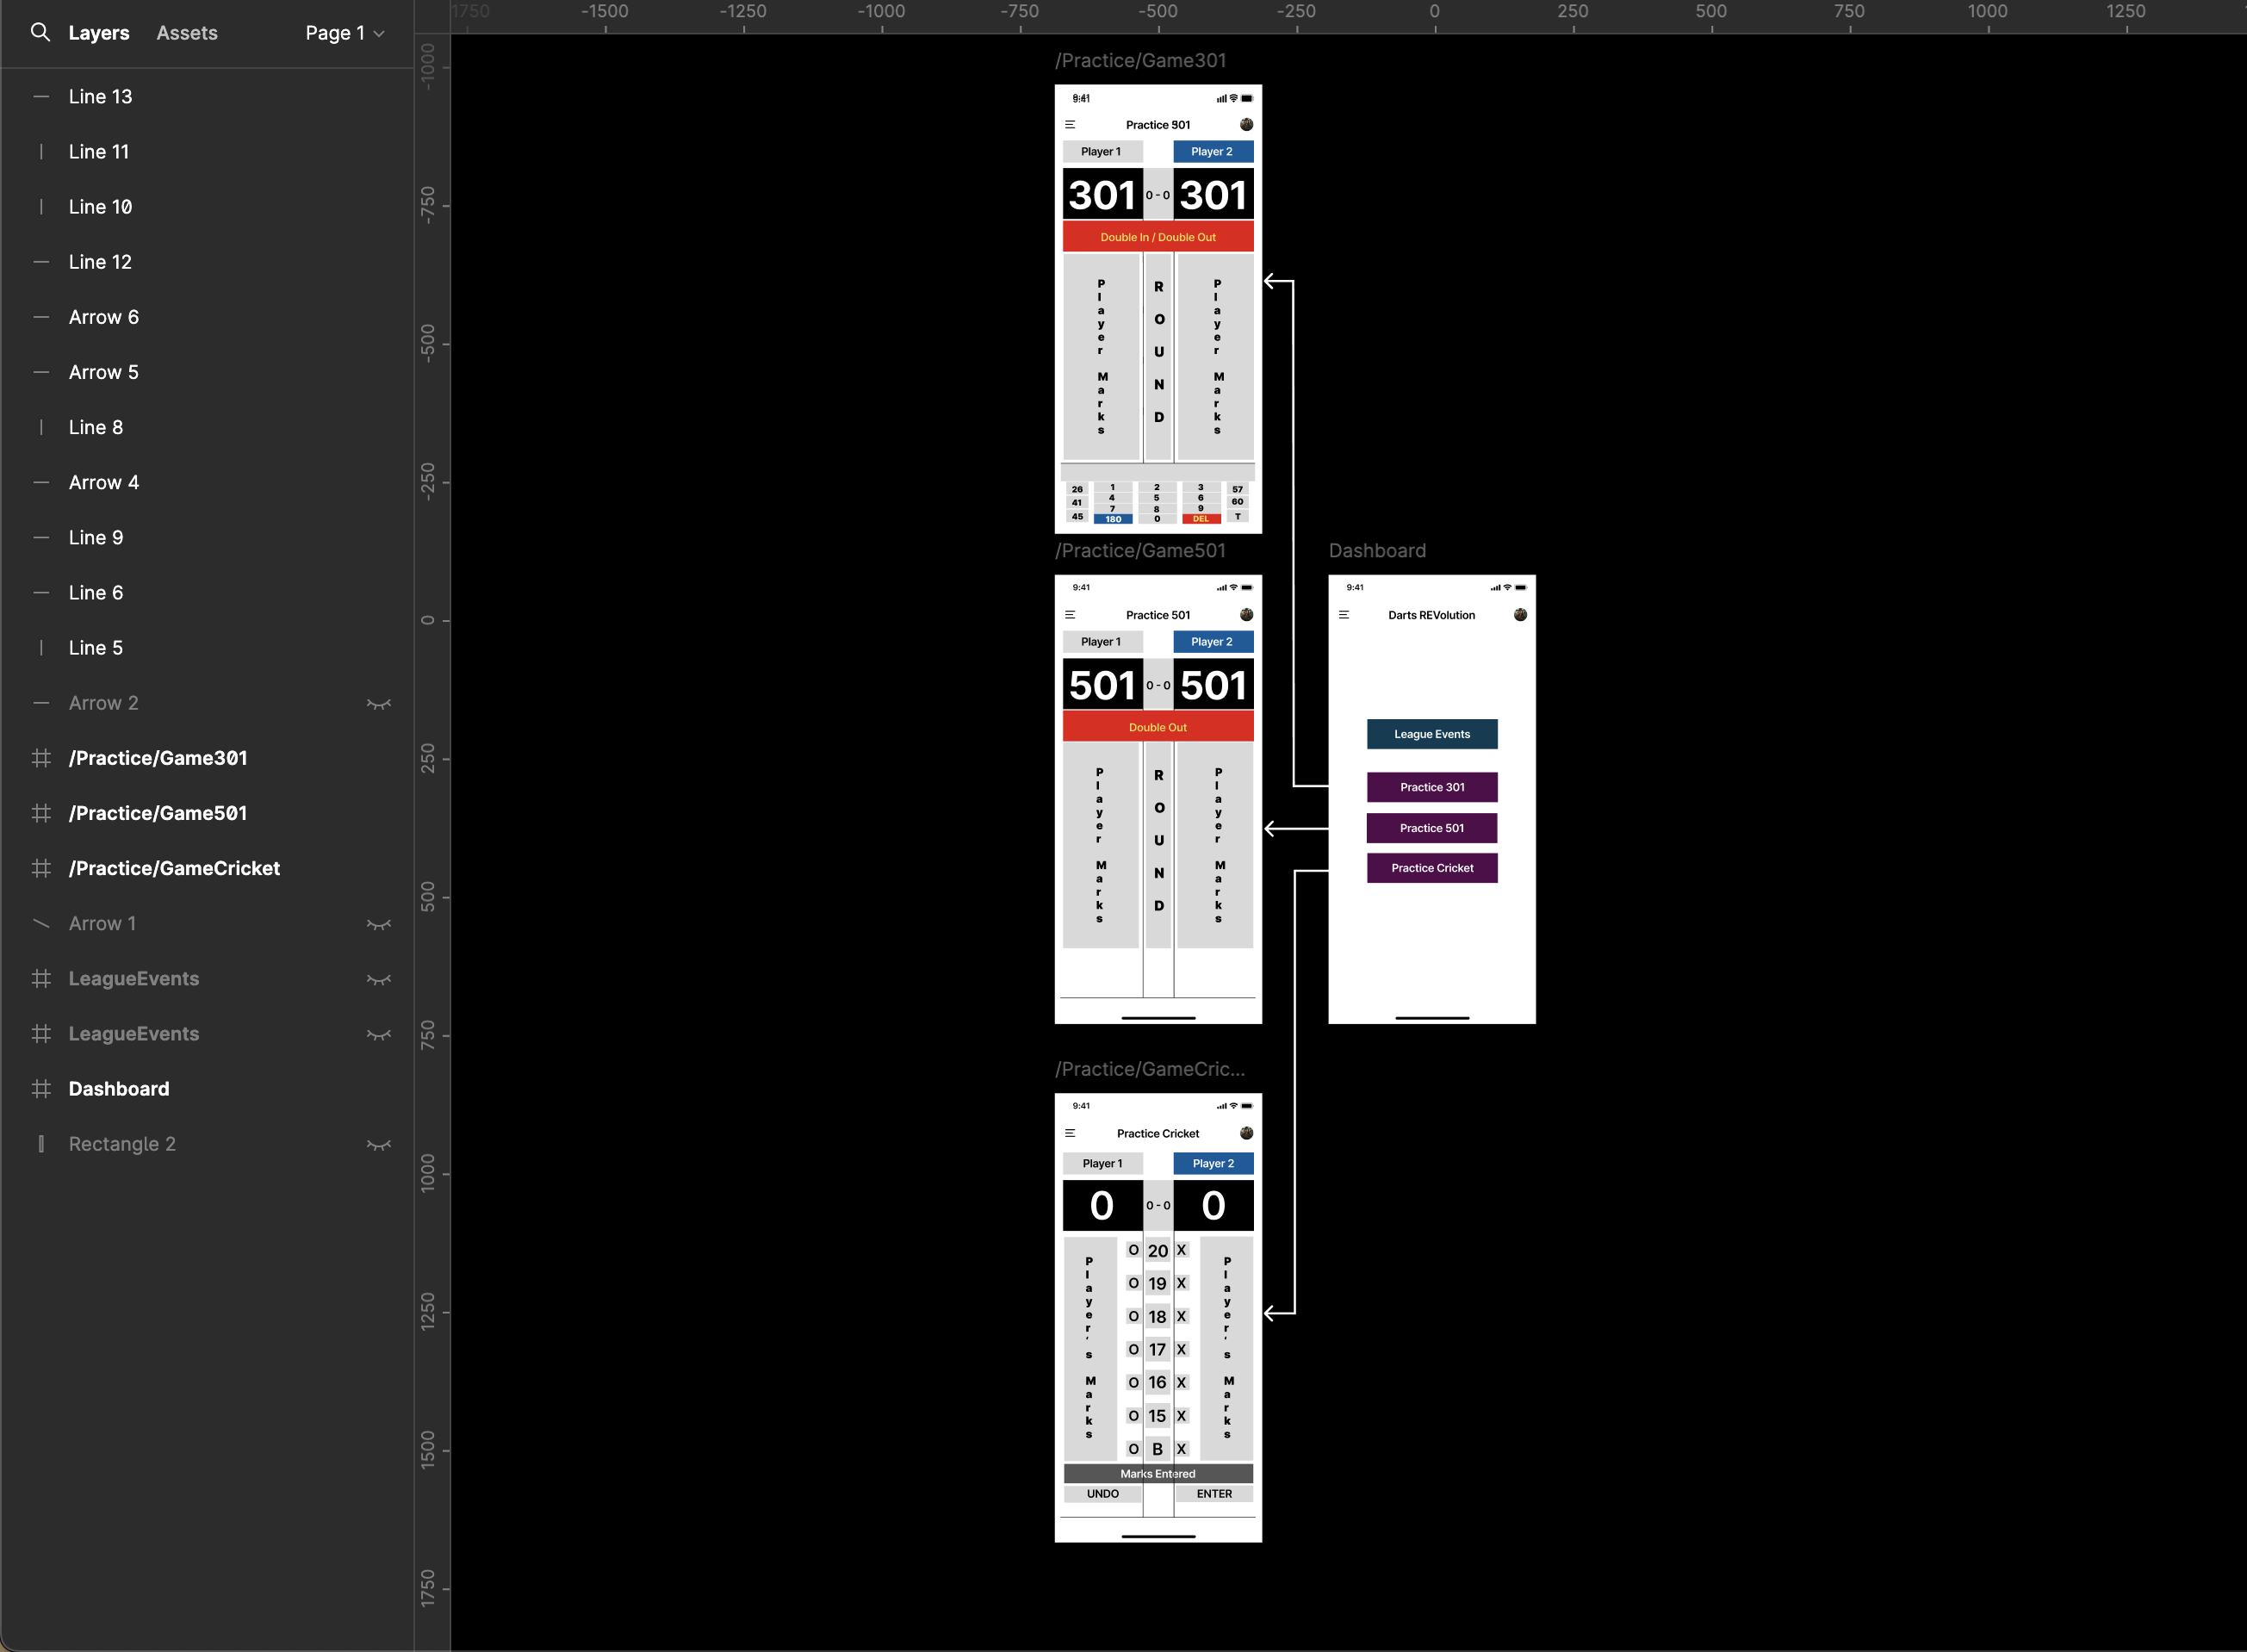 Layers Assets Page 1
Line 13
Line 11
Line 10
Line 12
Arrow 6
Arrow 5
Line 8
Arrow 4
Line 9
Line 6
Line 5
Arrow 2
/Practice/Game301
/Practice/Game501
/Practice/GameCricket
Arrow 1
LeagueEvents
LeagueEvents
Dashboard
Rectangle 2
1750 -1500 -1250 -1000 -750 -500 -250 0 250 500 750 1000 1250
-1000
-750
-500
-250
0
250
500
750
1000
1250
1500
1750
/Practice/Game301
Practice
Player 1 Player 2
301 0 - 0 301
Double In / Double Out
Player Marks ROUND Player Marks
26 1 2 3 57
41 4 5 6 60
7 8 9
45 180 0 DEL T
/Practice/Game501
9:41
Practice 501
Player 1 Player 2
501 0 - 0 501
Double Out
Player Marks ROUND Player Marks
Dashboard
9:41
Darts REVolution
League Events
Practice 301
Practice 501
Practice Cricket
/Practice/GameCric...
9:41
Practice Cricket
Player 1 Player 2
0 0 - 0 0
Player's Marks
O 20 X
O 19 X
O 18 X
O 17 X
O 16 X
O 15 X
O B X
Player's Marks
Marks Entered
UNDO ENTER